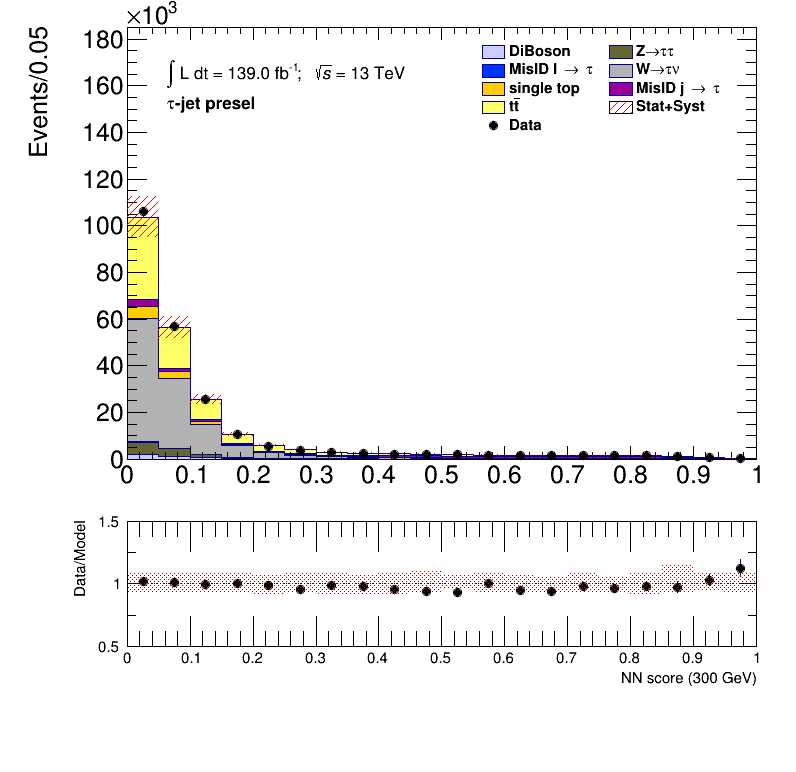 ×10³
Events/0.05
180
160
140
120
100
80
60
40
20
0
∫ L dt = 139.0 fb⁻¹; √s = 13 TeV
τ-jet presel
DiBoson
MisID l → τ
single top
tt̄
Data
Z→ττ
W→τν
MisID j → τ
Stat+Syst
0 0.1 0.2 0.3 0.4 0.5 0.6 0.7 0.8 0.9 1
Data/Model
1.5
1
0.5
0 0.1 0.2 0.3 0.4 0.5 0.6 0.7 0.8 0.9 1
NN score (300 GeV)